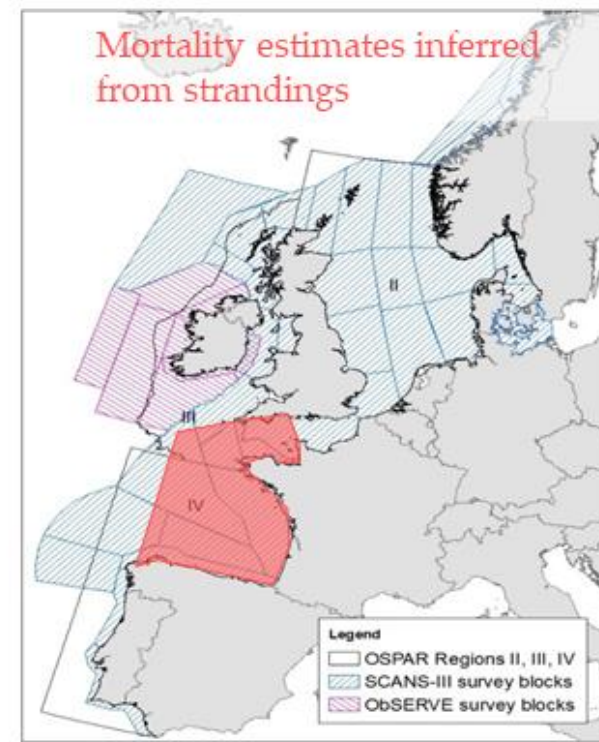 Mortality estimates inferred
from strandings
II
III
IV
Legend
OSPAR Regions II, III, IV
SCANS-III survey blocks
ObSERVE survey blocks